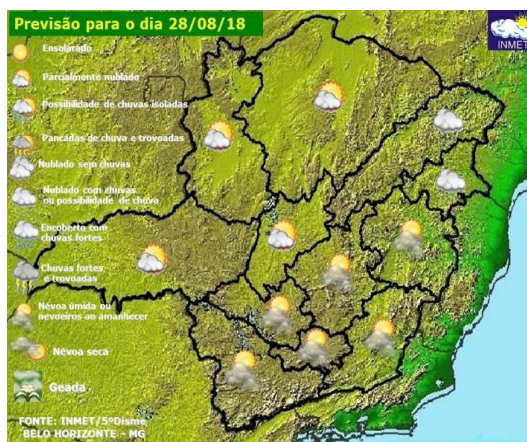 Previsão para o dia 28/08/18
INMET
Ensolarado
Parcialmente nublado
Possibilidade de chuvas isoladas
Pancadas de chuva e trovoadas
Nublado sem chuvas
Nublado com chuvas
ou possibilidade de chuva
Encoberto com
chuvas fortes
Chuvas fortes
e trovoadas
Névoa úmida ou
nevoeiros ao amanhecer
Névoa seca
Geada
FONTE: INMET/5ºDisme
BELO HORIZONTE - MG